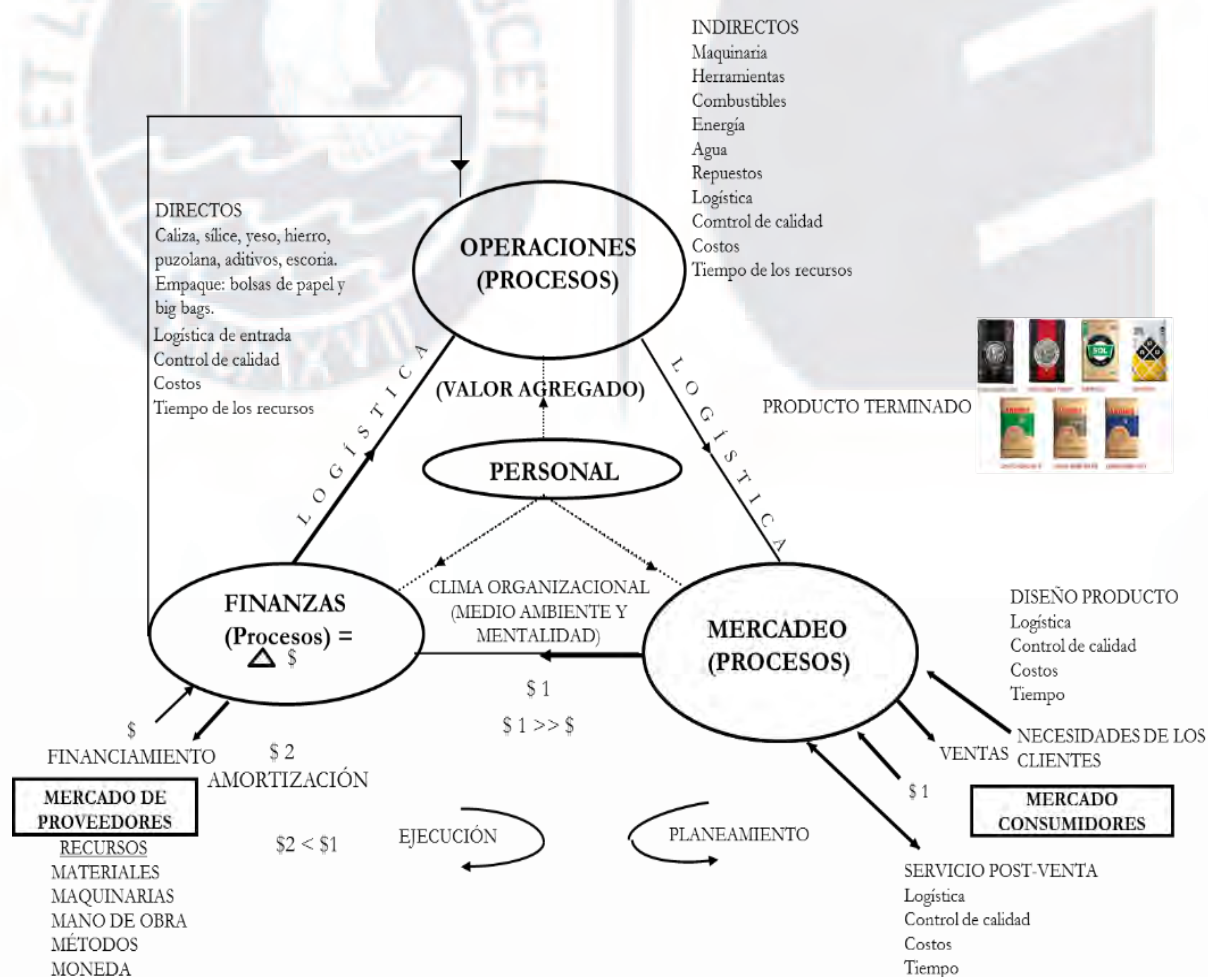 INDIRECTOS
Maquinaria
Herramientas
Combustibles
Energía
Agua
Repuestos
Logística
Comtrol de calidad
Costos
Tiempo de los recursos
DIRECTOS
Caliza, sílice, yeso, hierro,
puzolana, aditivos, escoria.
Empaque: bolsas de papel y
big bags.
Logística de entrada
Control de calidad
Costos
Tiempo de los recursos
OPERACIONES
(PROCESOS)
LOGÍSTICA
(VALOR AGREGADO)
LOGÍSTICA
PRODUCTO TERMINADO
SOL
PERSONAL
CLIMA ORGANIZACIONAL
(MEDIO AMBIENTE Y
MENTALIDAD)
FINANZAS
(Procesos) =
△ $
MERCADEO
(PROCESOS)
DISEÑO PRODUCTO
Logística
Control de calidad
Costos
Tiempo
$ 1
$ 1 >> $
$
FINANCIAMIENTO
$ 2
AMORTIZACIÓN
VENTAS
NECESIDADES DE LOS
CLIENTES
$ 1
MERCADO DE
PROVEEDORES
MERCADO
CONSUMIDORES
$2 < $1
EJECUCIÓN
PLANEAMIENTO
RECURSOS
MATERIALES
MAQUINARIAS
MANO DE OBRA
MÉTODOS
MONEDA
SERVICIO POST-VENTA
Logística
Control de calidad
Costos
Tiempo